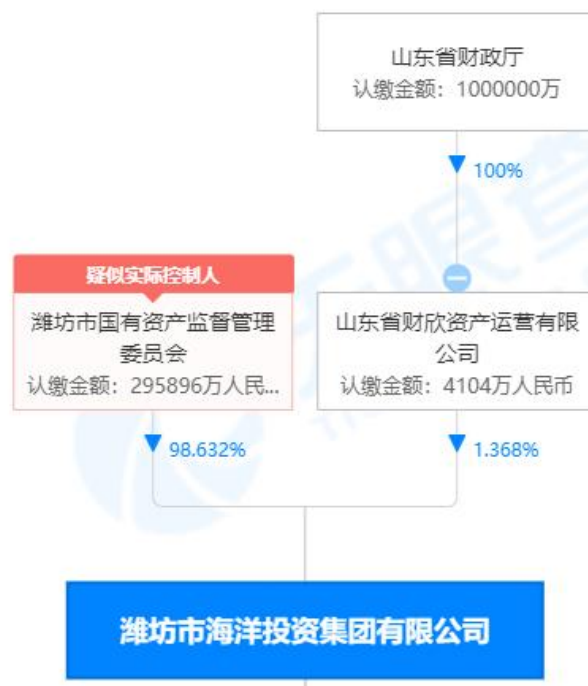 山东省财政厅
认缴金额：1000000万
100%
疑似实际控制人
潍坊市国有资产监督管理
委员会
认缴金额：295896万人民...
山东省财欣资产运营有限
公司
认缴金额：4104万人民币
98.632%
1.368%
潍坊市海洋投资集团有限公司